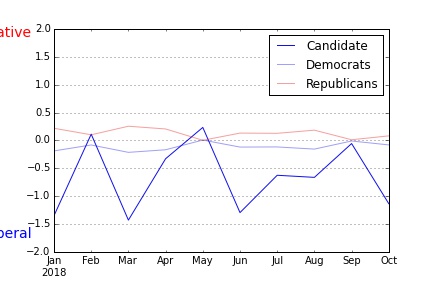 ative
2.0
1.5
1.0
0.5
0.0
−0.5
−1.0
−1.5
−2.0
beral
Candidate
Democrats
Republicans
Jan Feb Mar Apr May Jun Jul Aug Sep Oct
2018